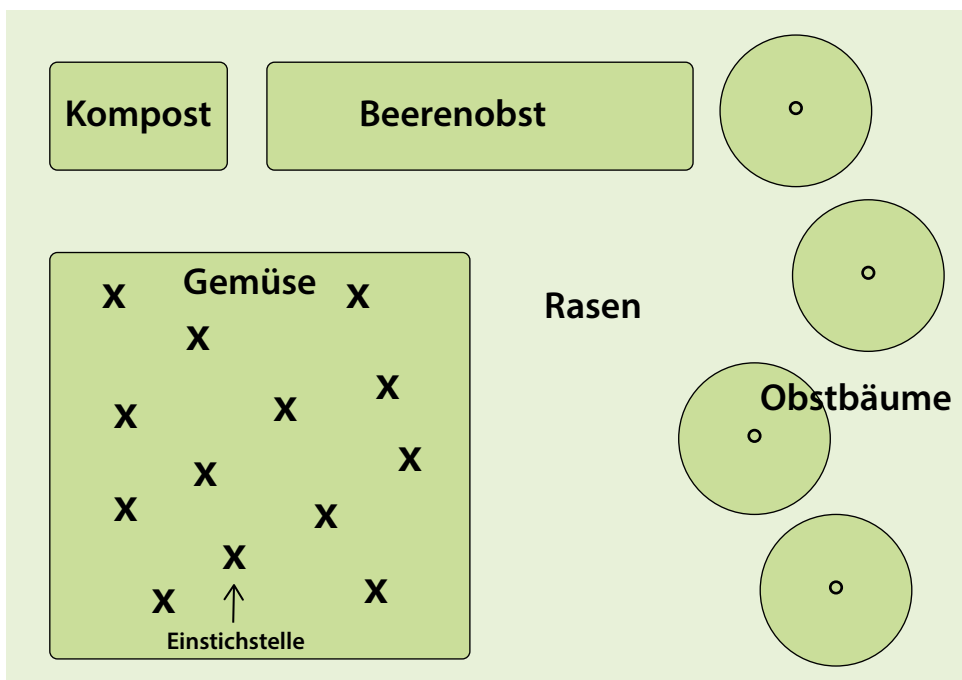 Kompost
Beerenobst
Gemüse
x
x
x
Rasen
x
x
x
Obstbäume
x
x
x
x
x
x
x
Einstichstelle